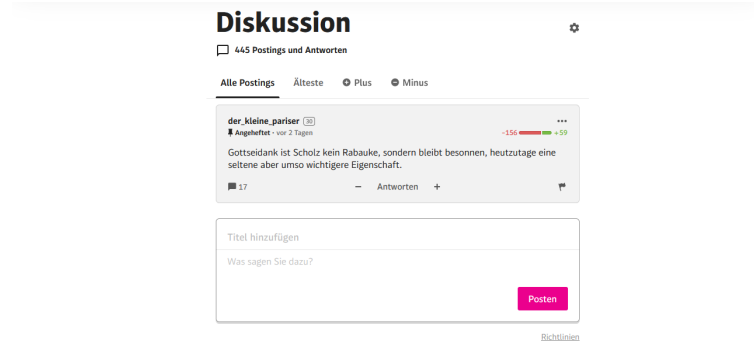 Diskussion
445 Postings und Antworten
Alle Postings Älteste Plus Minus
der_kleine_pariser 30
Angeheftet · vor 2 Tagen -156 +59
Gottseidank ist Scholz kein Rabauke, sondern bleibt besonnen, heutzutage eine
seltene aber umso wichtigere Eigenschaft.
17 − Antworten +
Titel hinzufügen
Was sagen Sie dazu?
Posten
Richtlinien